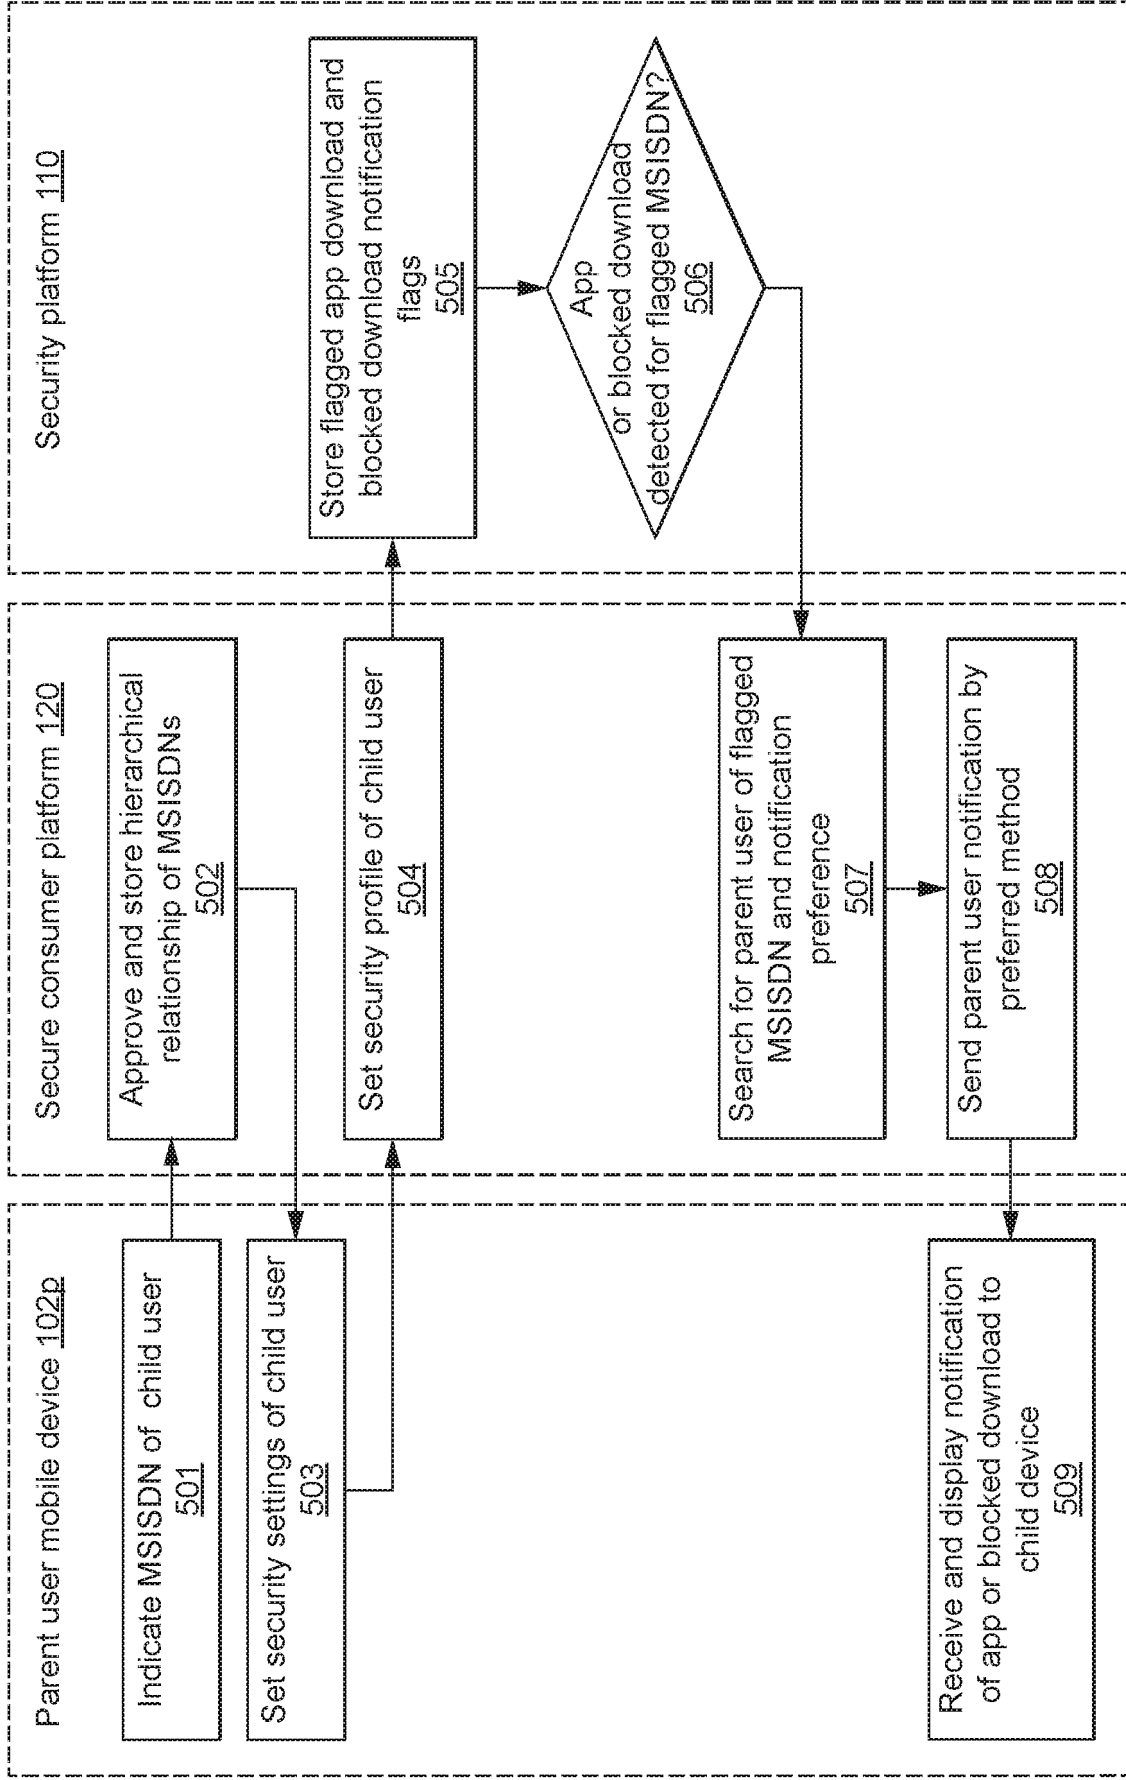 Parent user mobile device 102p
Indicate MSISDN of child user
501
Set security settings of child user
503
Receive and display notification
of app or blocked download to
child device
509
Secure consumer platform 120
Approve and store hierarchical
relationship of MSISDNs
502
Set security profile of child user
504
Search for parent user of flagged
MSISDN and notification
preference
507
Send parent user notification by
preferred method
508
Security platform 110
Store flagged app download and
blocked download notification
flags
505
App
or blocked download
detected for flagged MSISDN?
506